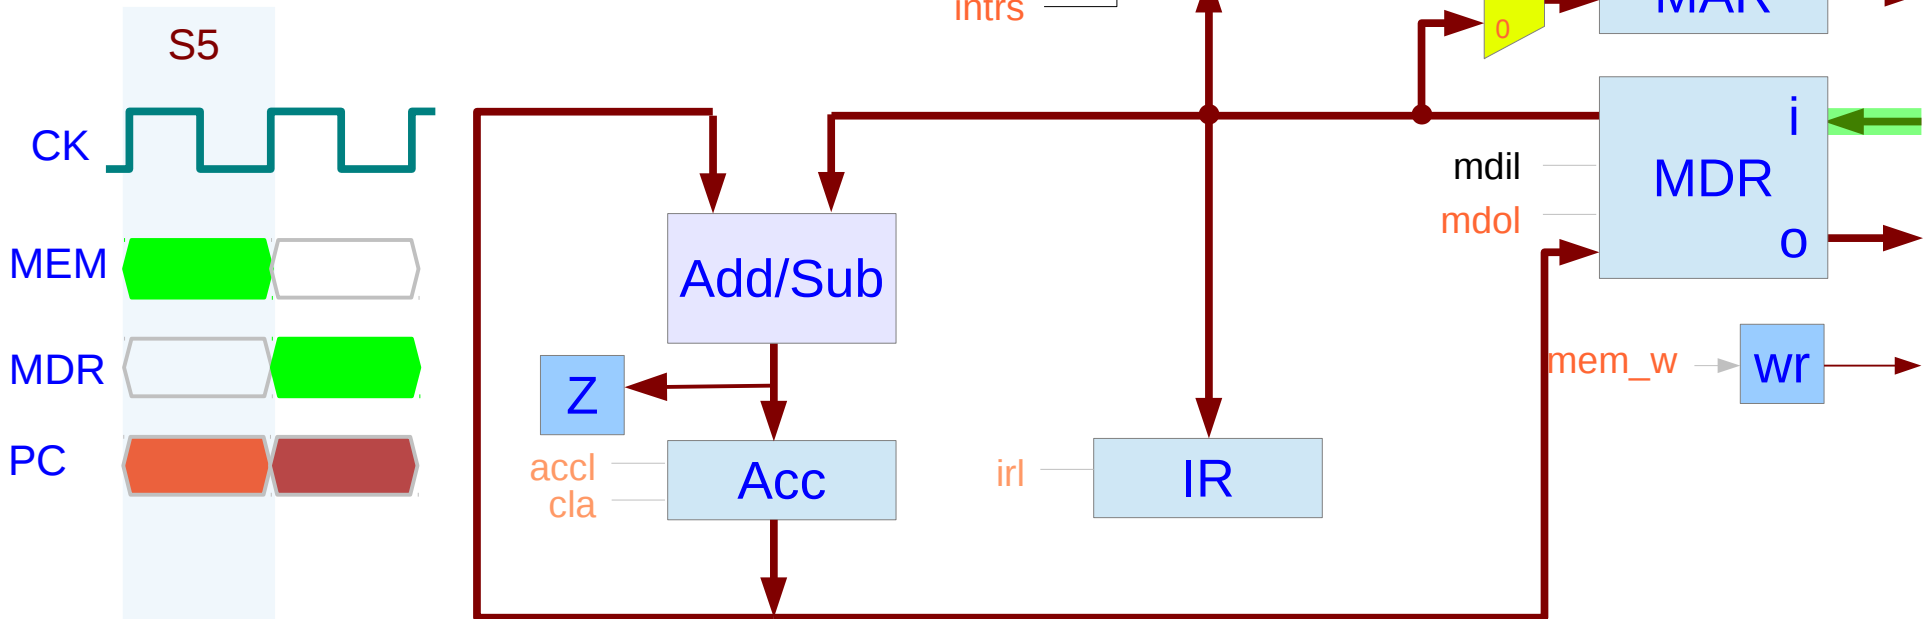 intrs
MAR
0
S5
CK
i
mdil
MDR
mdol
o
MEM
Add/Sub
MDR
mem_w
wr
Z
PC
accl
cla
Acc
irl
IR